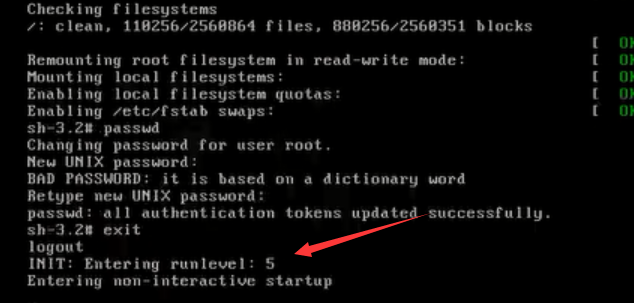 Checking filesystems
/: clean, 110256/2560864 files, 880256/2560351 blocks
[ OK
Remounting root filesystem in read-write mode: [ OK
Mounting local filesystems: [ OK
Enabling local filesystem quotas: [ OK
Enabling /etc/fstab swaps: [ OK
sh-3.2# passwd
Changing password for user root.
New UNIX password:
BAD PASSWORD: it is based on a dictionary word
Retype new UNIX password:
passwd: all authentication tokens updated successfully.
sh-3.2# exit
logout
INIT: Entering runlevel: 5
Entering non-interactive startup